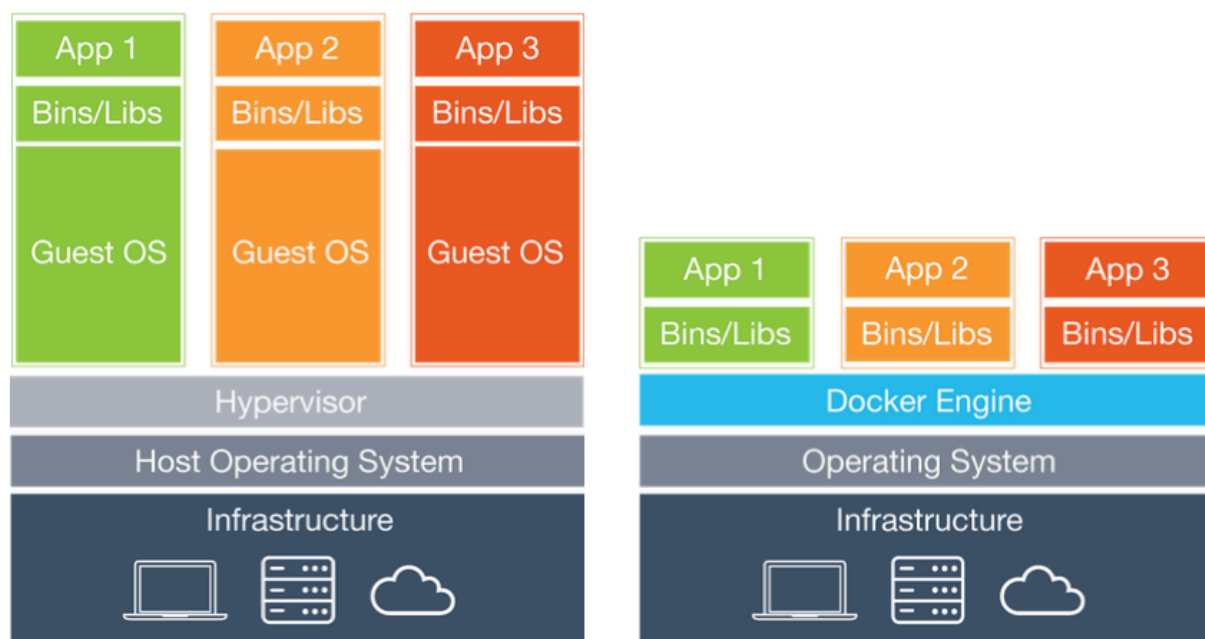 App 1
App 2
App 3
Bins/Libs
Bins/Libs
Bins/Libs
Guest OS
Guest OS
Guest OS
Hypervisor
Host Operating System
Infrastructure
App 1
App 2
App 3
Bins/Libs
Bins/Libs
Bins/Libs
Docker Engine
Operating System
Infrastructure